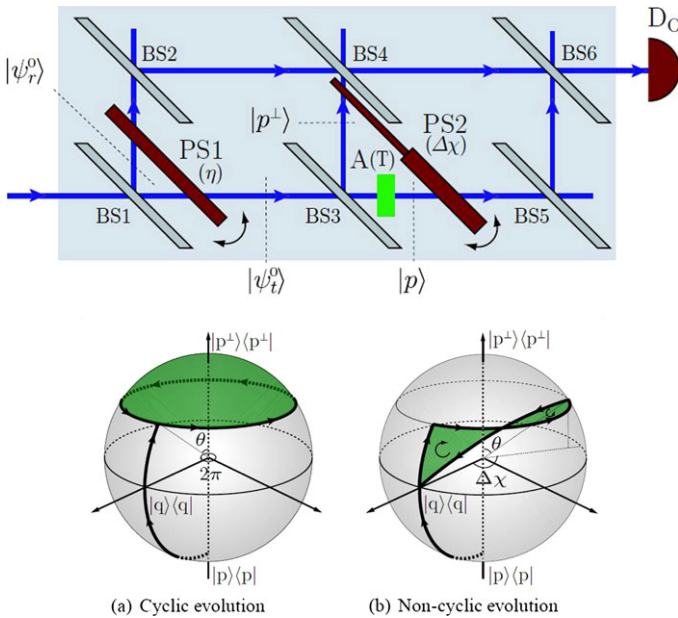 BS2
BS4
BS6
D_O
|ψ_r^0⟩
|p^⊥⟩
PS1
(η)
PS2
(Δχ)
A(T)
BS1
BS3
BS5
|ψ_t^0⟩
|p⟩
|p^⊥⟩⟨p^⊥|
|p^⊥⟩⟨p^⊥|
θ
θ
2π
Δχ
|q⟩⟨q|
|q⟩⟨q|
|p⟩⟨p|
|p⟩⟨p|
(a) Cyclic evolution
(b) Non-cyclic evolution